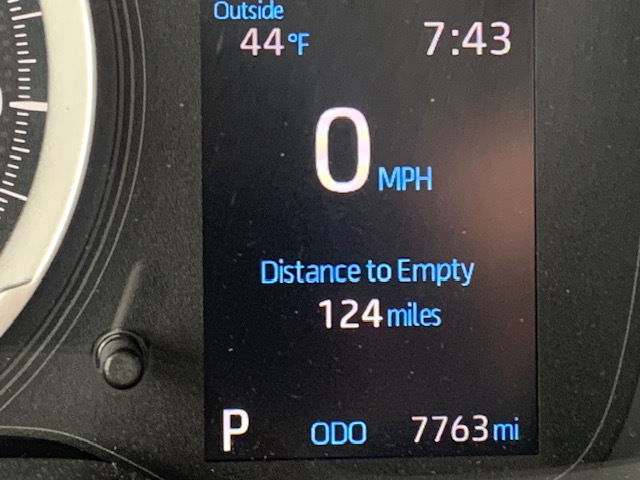 Outside
44°F 7:43
0 MPH
Distance to Empty
124 miles
P ODO 7763 mi